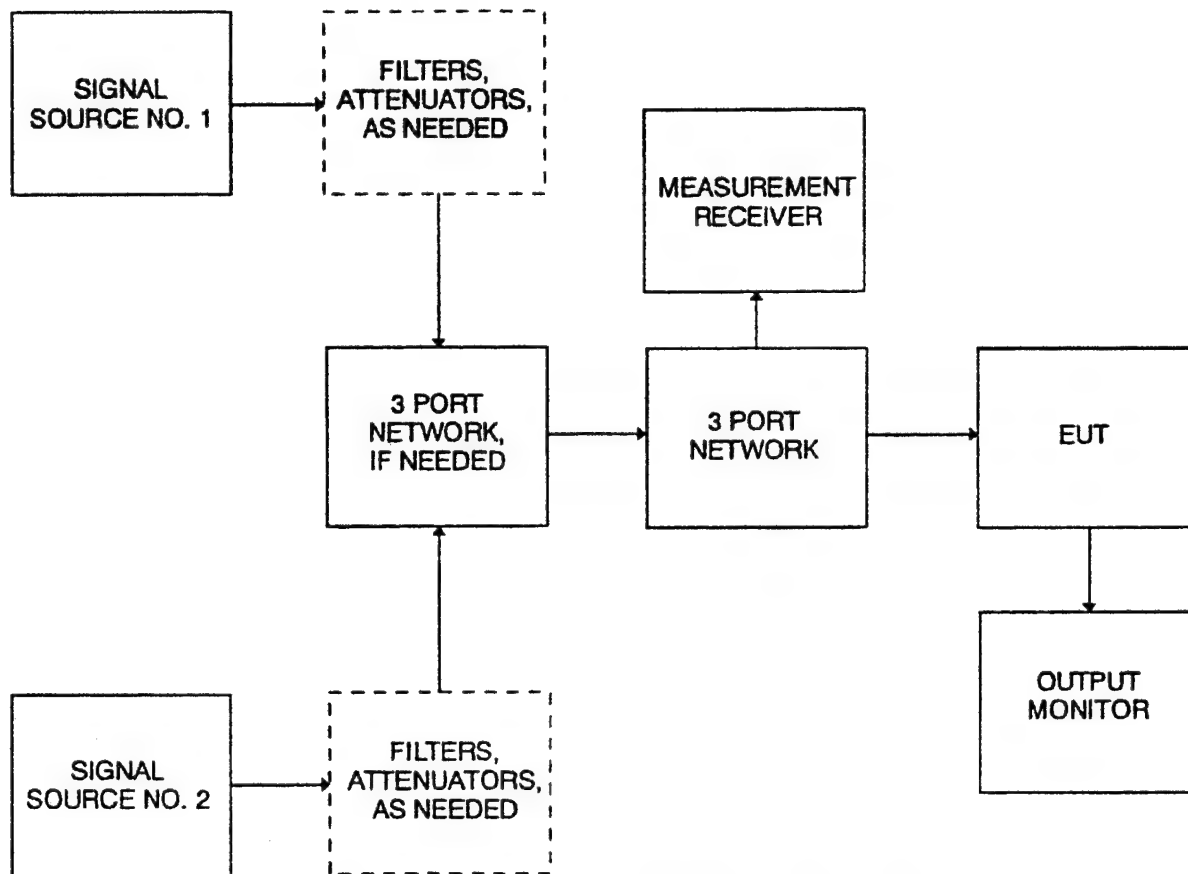 SIGNAL
SOURCE NO. 1
FILTERS,
ATTENUATORS,
AS NEEDED
MEASUREMENT
RECEIVER
3 PORT
NETWORK,
IF NEEDED
3 PORT
NETWORK
EUT
OUTPUT
MONITOR
SIGNAL
SOURCE NO. 2
FILTERS,
ATTENUATORS,
AS NEEDED